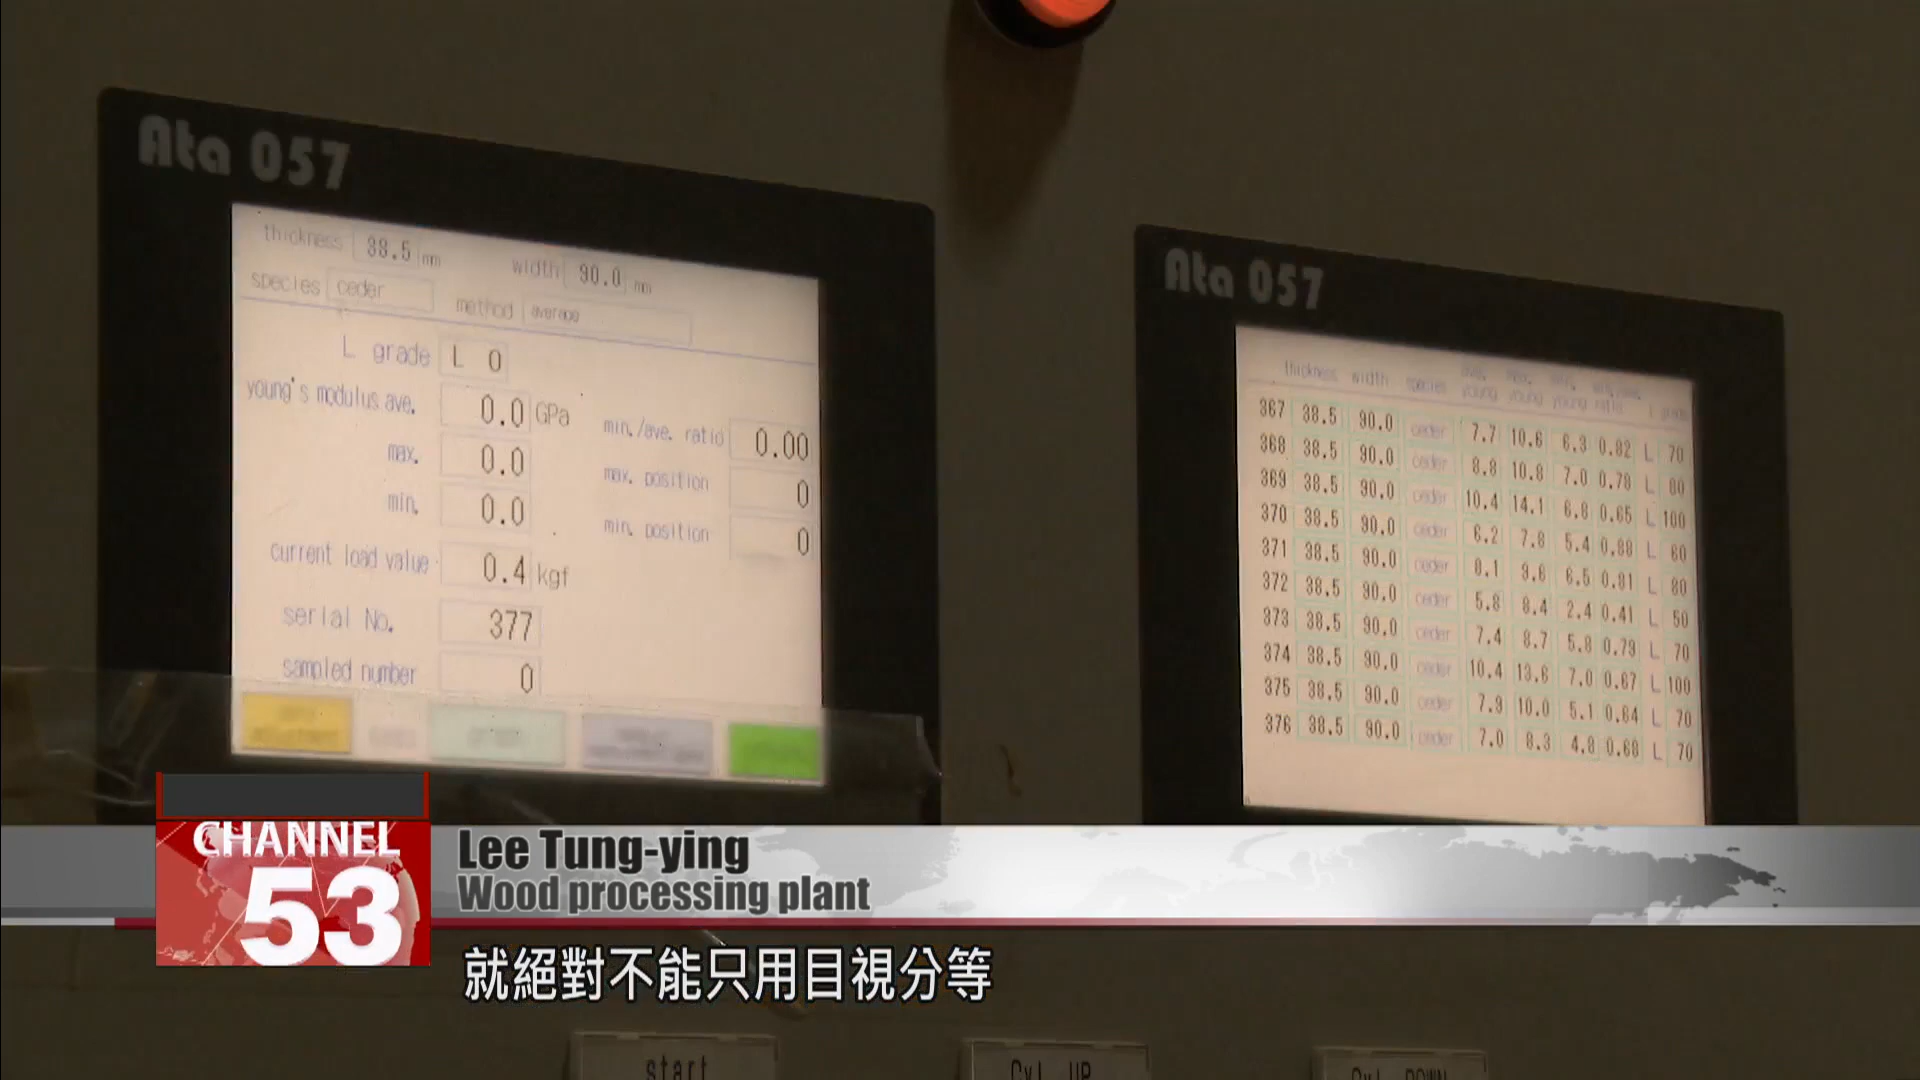 Ata 057
thickness 38.5 mm width 90.0 mm
species ceder method average
L grade L 0
young's modulus ave. 0.0 GPa min./ave. ratio 0.00
max. 0.0 max. position 0
min. 0.0 min. position 0
current load value 0.4 kgf
serial No. 377
sampled number 0
Ata 057
thickness width species
young young young ratio
367 38.5 90.0 ceder 7.7 10.6 6.3 0.82 L 70
368 38.5 90.0 ceder 8.8 10.8 7.0 0.78 L 80
369 38.5 90.0 ceder 10.4 14.1 6.8 0.65 L 100
370 38.5 90.0 ceder 6.2 7.8 5.4 0.88 L 60
371 38.5 90.0 ceder 8.1 9.6 6.5 0.81 L 80
372 38.5 90.0 ceder 5.8 8.4 2.4 0.41 L 50
373 38.5 90.0 ceder 7.4 8.7 5.8 0.79 L 70
374 38.5 90.0 ceder 10.4 13.6 7.0 0.67 L 100
375 38.5 90.0 ceder 7.9 10.0 5.1 0.64 L 70
376 38.5 90.0 ceder 7.0 8.3 4.8 0.68 L 70
CHANNEL
53
Lee Tung-ying
Wood processing plant
就絕對不能只用目視分等
start
Cyl UP
Cyl DOWN